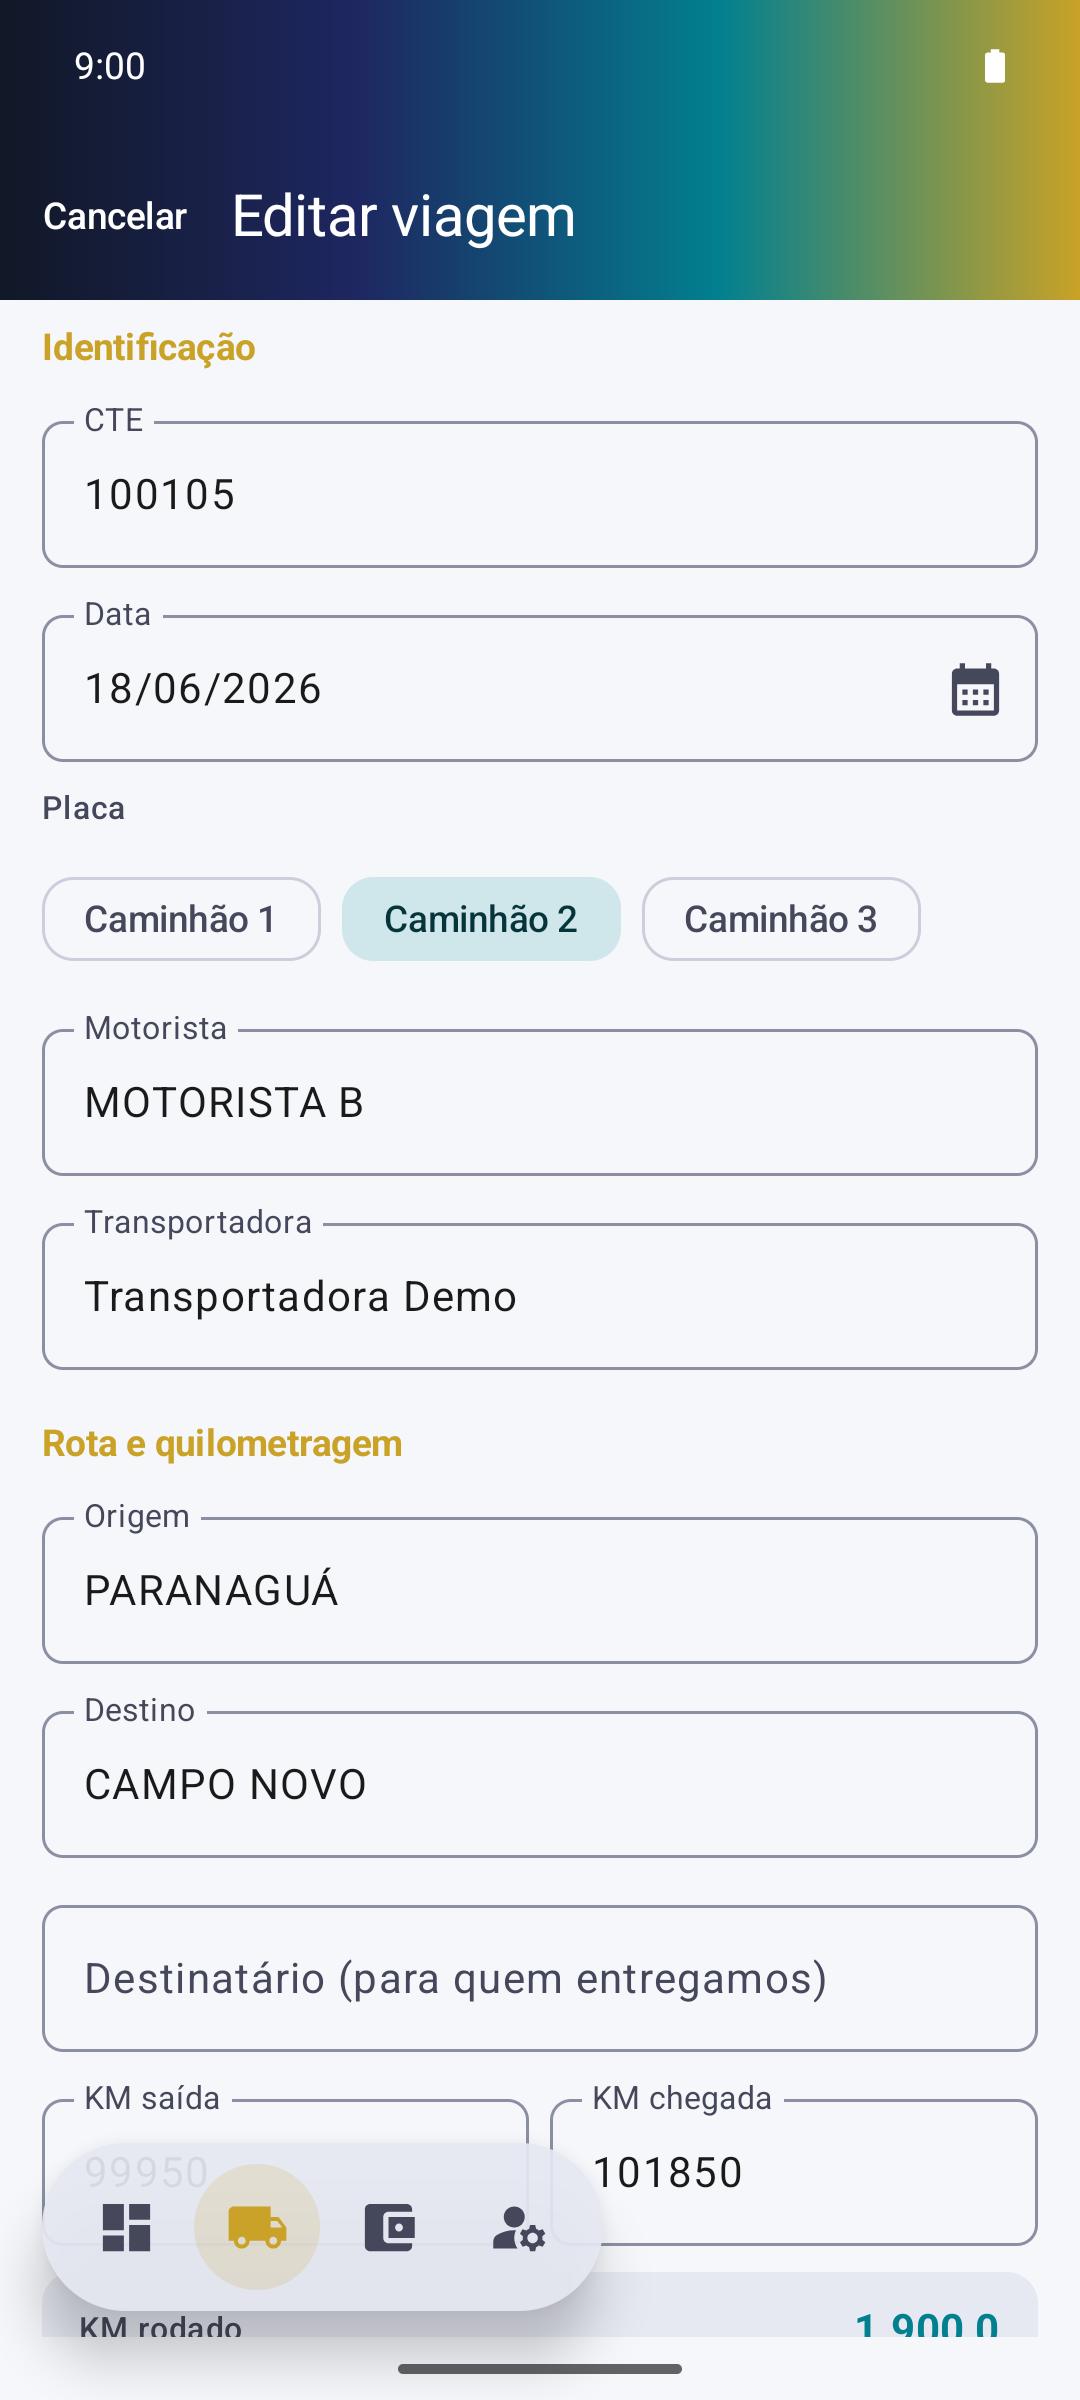 9:00
Cancelar Editar viagem
Identificação
CTE
100105
Data
18/06/2026
Placa
Caminhão 1 Caminhão 2 Caminhão 3
Motorista
MOTORISTA B
Transportadora
Transportadora Demo
Rota e quilometragem
Origem
PARANAGUÁ
Destino
CAMPO NOVO
Destinatário (para quem entregamos)
KM saída KM chegada
99950 101850
KM rodado 1.900,0